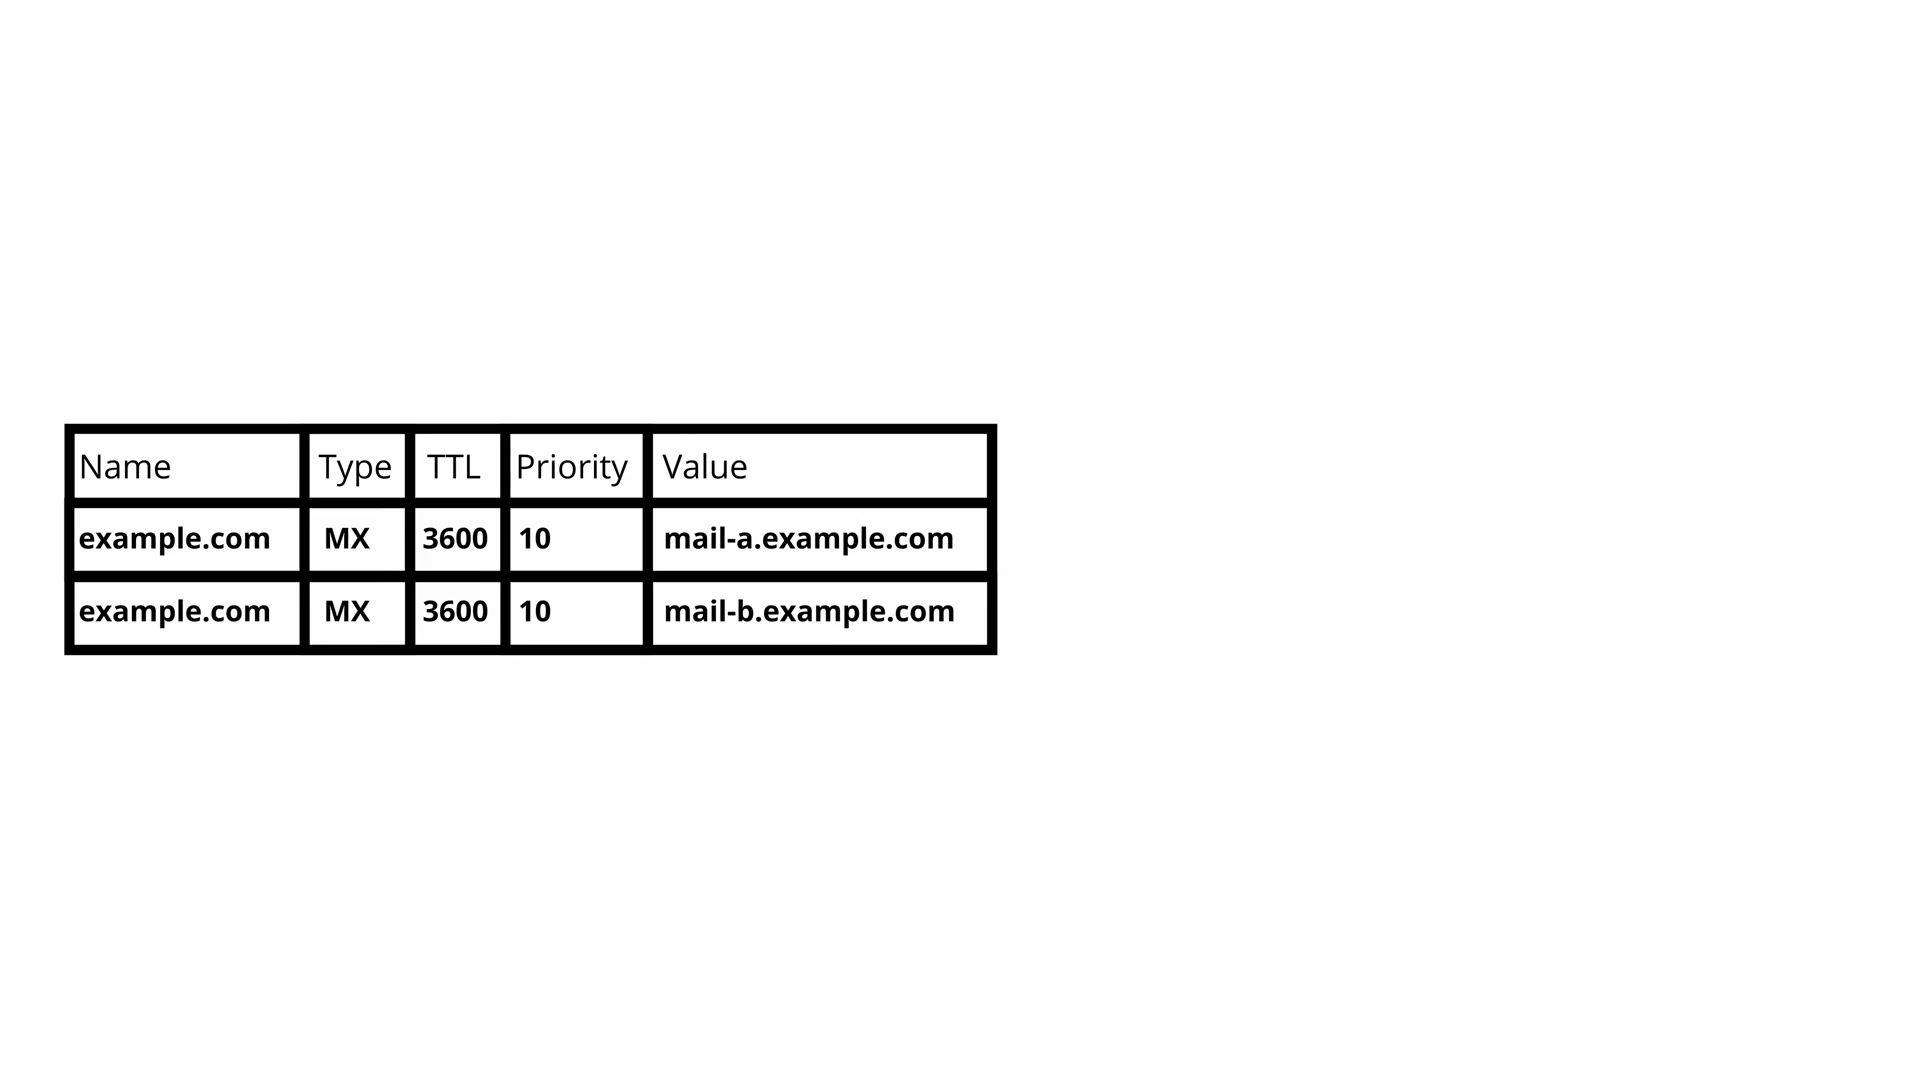 Name Type TTL Priority Value
example.com MX 3600 10 mail-a.example.com
example.com MX 3600 10 mail-b.example.com